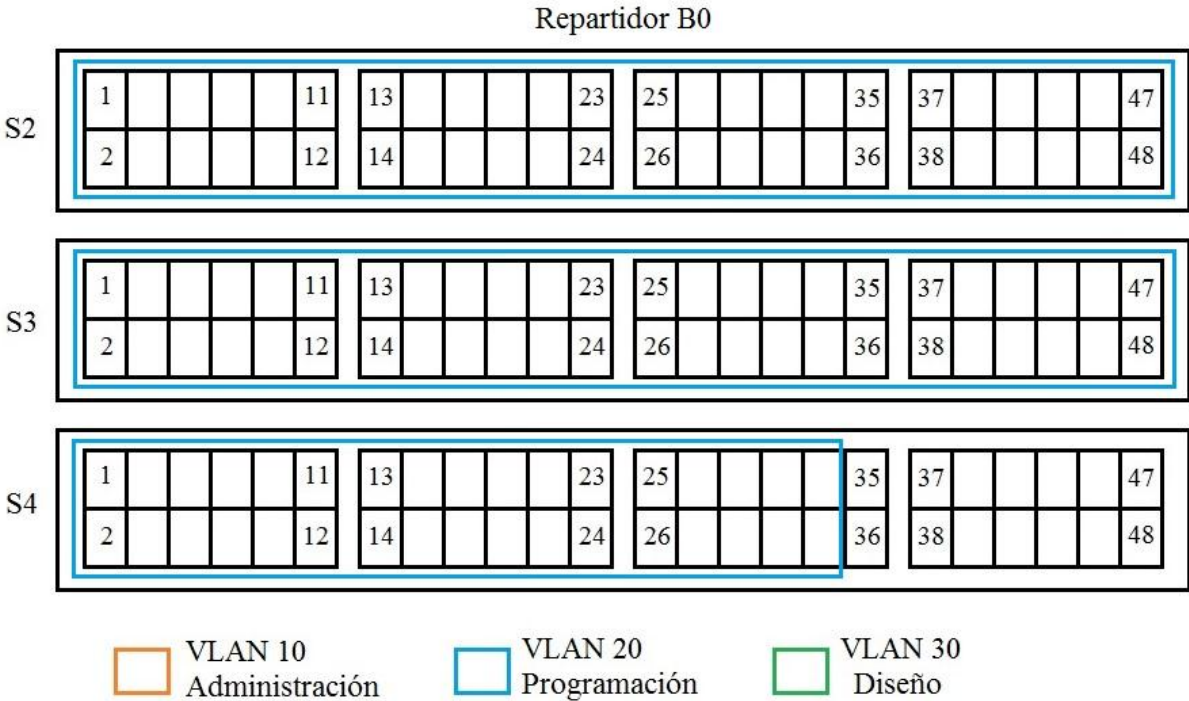 Repartidor B0
1 11 13 23 25 35 37 47
S2
2 12 14 24 26 36 38 48
1 11 13 23 25 35 37 47
S3
2 12 14 24 26 36 38 48
1 11 13 23 25 35 37 47
S4
2 12 14 24 26 36 38 48
VLAN 10 VLAN 20 VLAN 30
Administración Programación Diseño